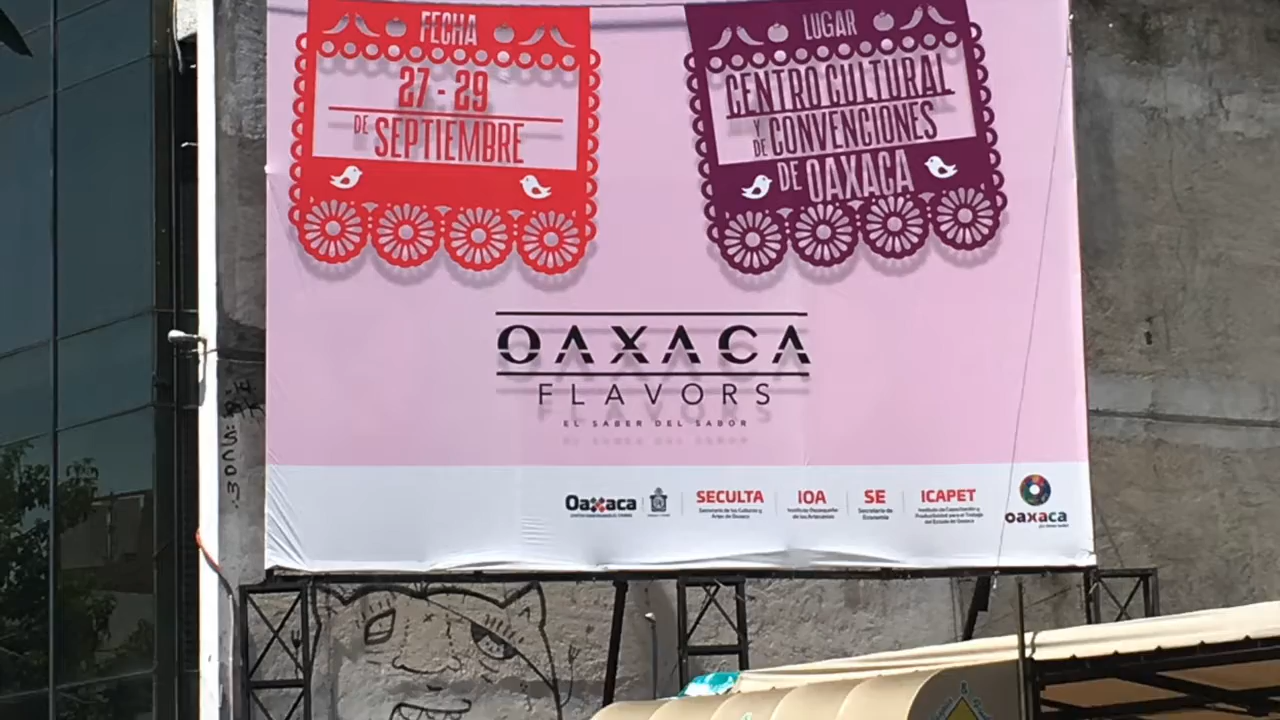 FECHA
27 - 29
DE SEPTIEMBRE
LUGAR
CENTRO CULTURAL
Y DE CONVENCIONES
DE OAXACA
OAXACA
FLAVORS
EL SABER DEL SABOR
Oaxaca
SECULTA
Secretaría de las Culturas y
Artes de Oaxaca
IOA
Instituto Oaxaqueño
de las Artesanías
SE
Secretaría de
Economía
ICAPET
Instituto de Capacitación y
Productividad para el Trabajo
del Estado de Oaxaca
oaxaca